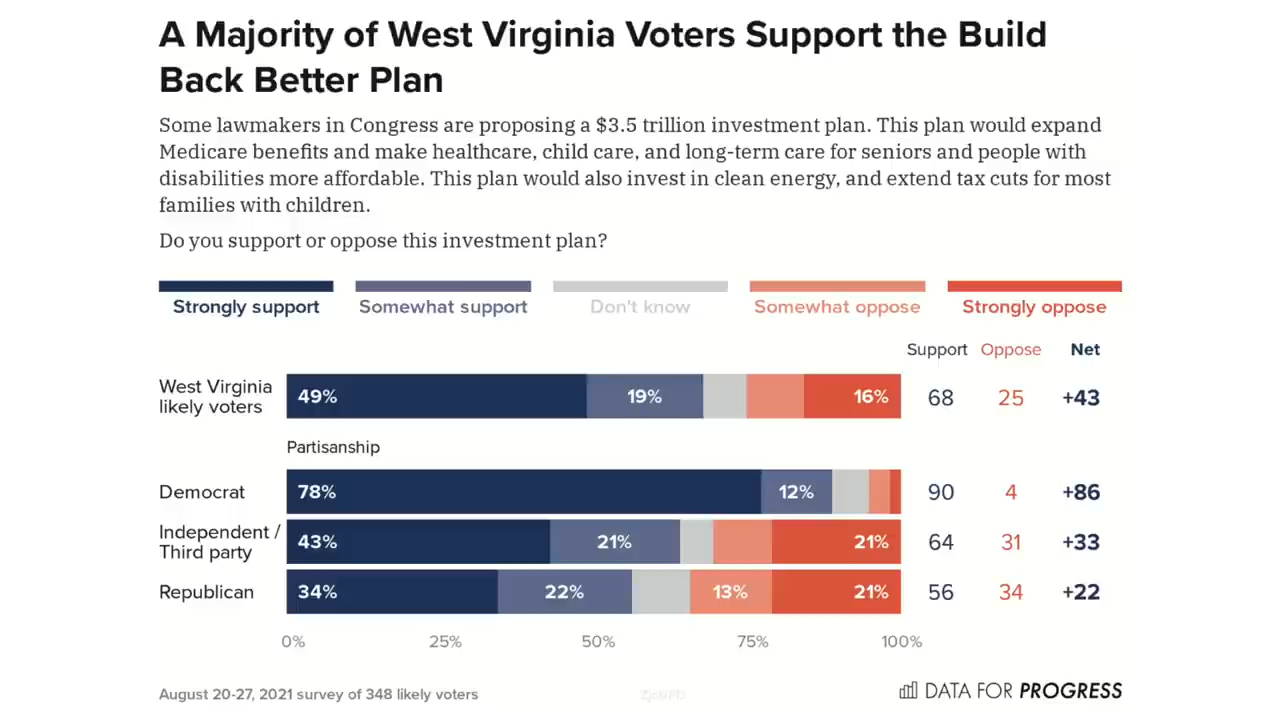 A Majority of West Virginia Voters Support the Build
Back Better Plan
Some lawmakers in Congress are proposing a $3.5 trillion investment plan. This plan would expand
Medicare benefits and make healthcare, child care, and long-term care for seniors and people with
disabilities more affordable. This plan would also invest in clean energy, and extend tax cuts for most
families with children.
Do you support or oppose this investment plan?
Strongly support Somewhat support Don't know Somewhat oppose Strongly oppose
Support Oppose Net
West Virginia
likely voters 49% 19% 16% 68 25 +43
Partisanship
Democrat 78% 12% 90 4 +86
Independent /
Third party 43% 21% 21% 64 31 +33
Republican 34% 22% 13% 21% 56 34 +22
0% 25% 50% 75% 100%
August 20-27, 2021 survey of 348 likely voters
DATA FOR PROGRESS